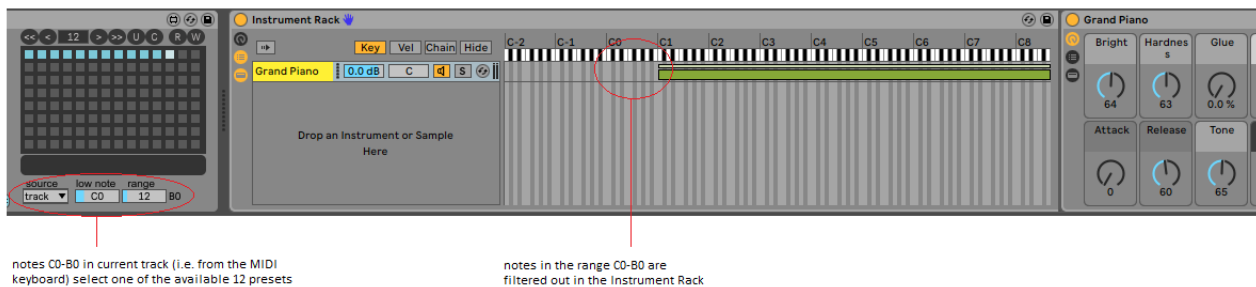 << < 12 > >> U C R W
source low note range
track ▼ C0 12 B0
Instrument Rack
Key Vel Chain Hide
C-2 C-1 C0 C1 C2 C3 C4 C5 C6 C7 C8
Grand Piano 0.0 dB C S
Drop an Instrument or Sample
Here
Grand Piano
Bright Hardnes Glue
s
64 63 0.0 %
Attack Release Tone
0 60 65
notes C0-B0 in current track (i.e. from the MIDI
keyboard) select one of the available 12 presets
notes in the range C0-B0 are
filtered out in the Instrument Rack